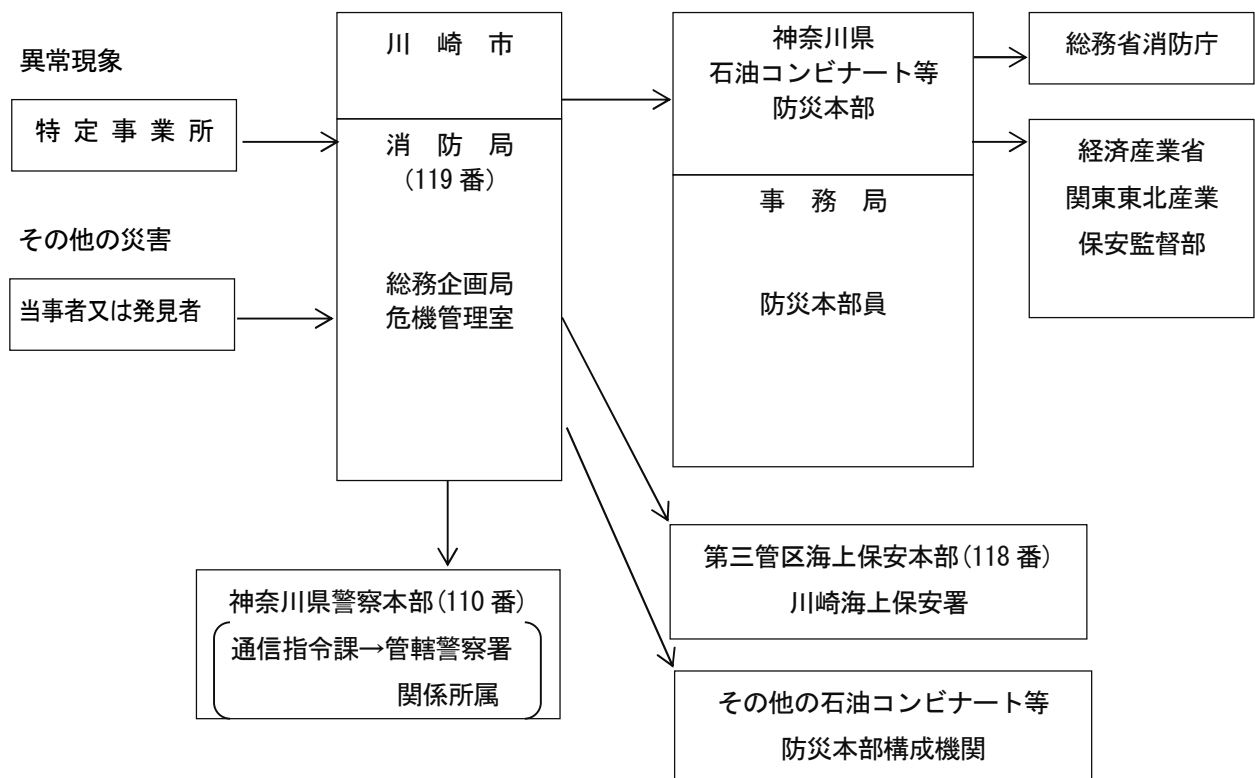 異常現象
特 定 事 業 所
その他の災害
当事者又は発見者
川 崎 市
消 防 局
(119 番)
総務企画局
危機管理室
神奈川県
石油コンビナート等
防災本部
事 務 局
防災本部員
総務省消防庁
経済産業省
関東東北産業
保安監督部
第三管区海上保安本部(118 番)
川崎海上保安署
神奈川県警察本部(110 番)
通信指令課→管轄警察署
関係所属
その他の石油コンビナート等
防災本部構成機関